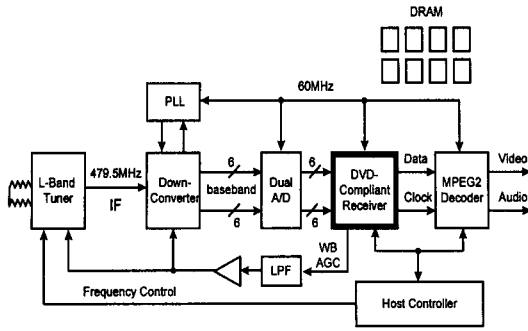 DRAM
60MHz
PLL
479.5MHz
IF
L-Band
Tuner
Down-
Converter
6
baseband
6
Dual
A/D
6
6
DVD-
Compliant
Receiver
Data
Clock
MPEG2
Decoder
Video
Audio
WB
AGC
LPF
Frequency Control
Host Controller